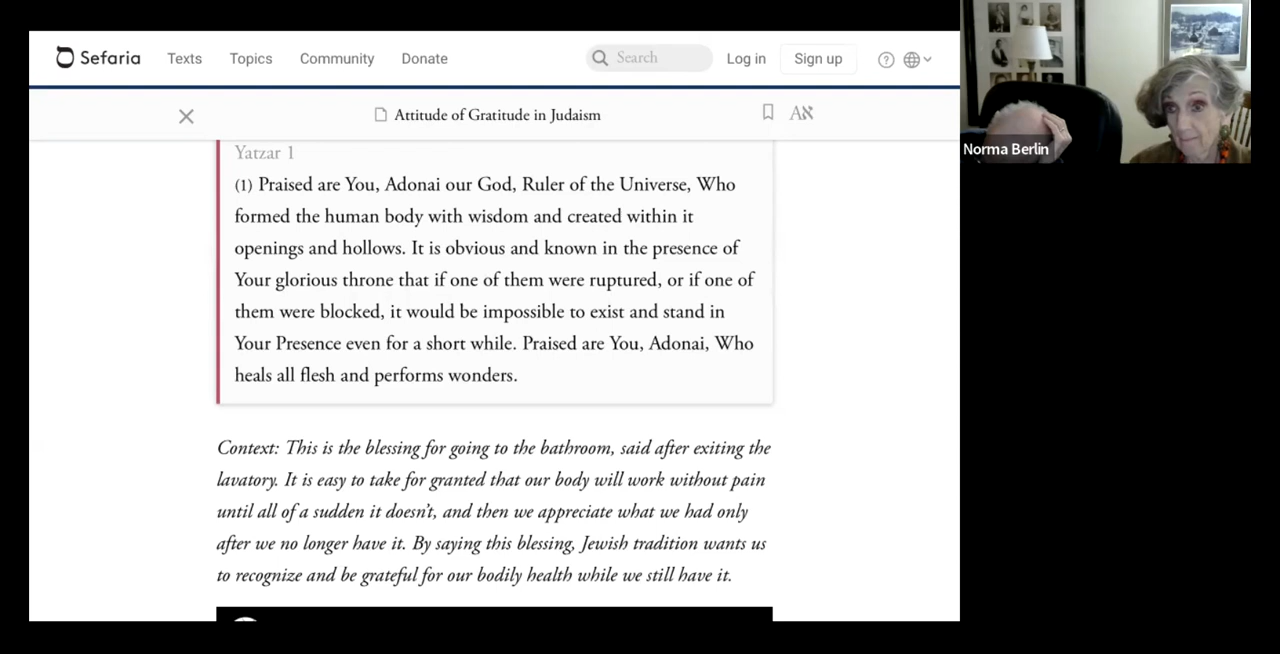 Sefaria
Texts
Topics
Community
Donate
Search
Log in
Sign up
?
Attitude of Gratitude in Judaism
Aא
Yatzar 1
(1) Praised are You, Adonai our God, Ruler of the Universe, Who
formed the human body with wisdom and created within it
openings and hollows. It is obvious and known in the presence of
Your glorious throne that if one of them were ruptured, or if one of
them were blocked, it would be impossible to exist and stand in
Your Presence even for a short while. Praised are You, Adonai, Who
heals all flesh and performs wonders.
Context: This is the blessing for going to the bathroom, said after exiting the
lavatory. It is easy to take for granted that our body will work without pain
until all of a sudden it doesn't, and then we appreciate what we had only
after we no longer have it. By saying this blessing, Jewish tradition wants us
to recognize and be grateful for our bodily health while we still have it.
Norma Berlin